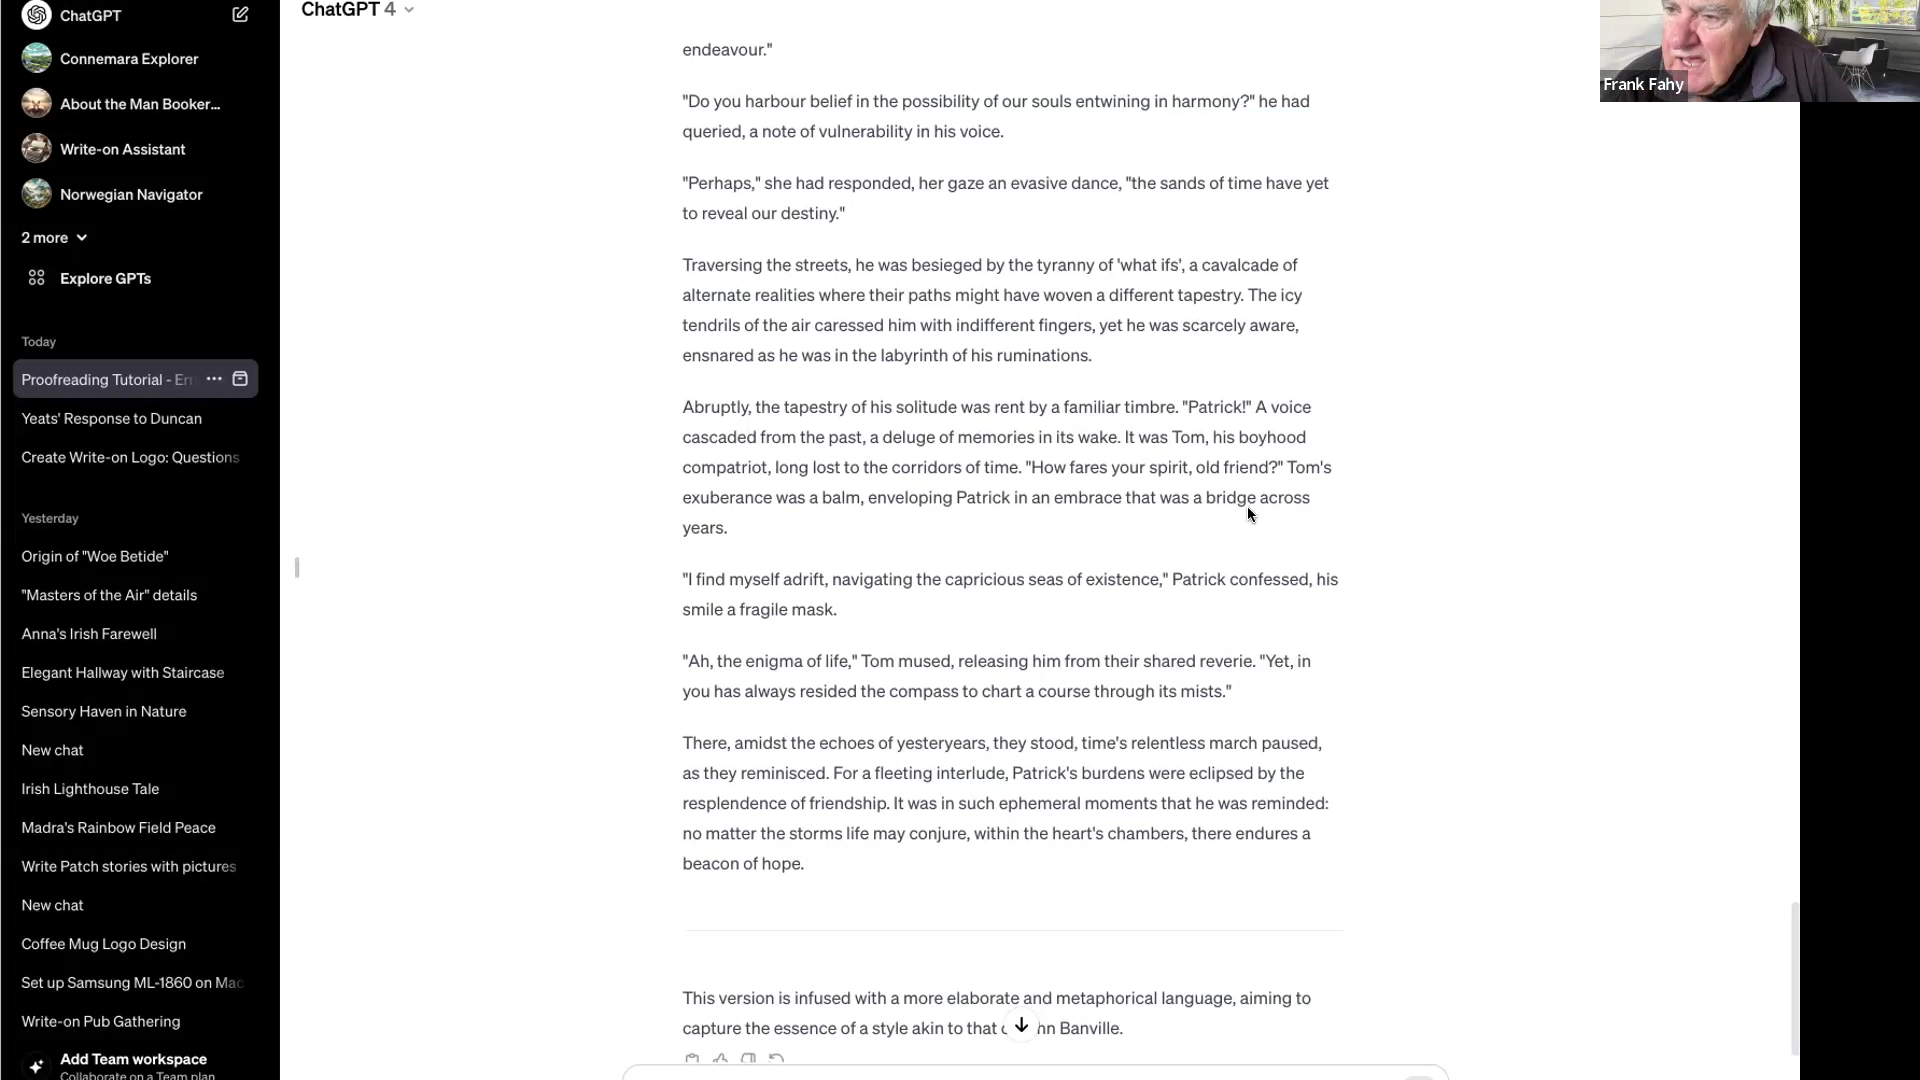 ChatGPT
Connemara Explorer
About the Man Booker...
Write-on Assistant
Norwegian Navigator
2 more
Explore GPTs
Today
Proofreading Tutorial - Er
Yeats' Response to Duncan
Create Write-on Logo: Questions
Yesterday
Origin of "Woe Betide"
"Masters of the Air" details
Anna's Irish Farewell
Elegant Hallway with Staircase
Sensory Haven in Nature
New chat
Irish Lighthouse Tale
Madra's Rainbow Field Peace
Write Patch stories with pictures
New chat
Coffee Mug Logo Design
Set up Samsung ML-1860 on Mac
Write-on Pub Gathering
Add Team workspace
Collaborate on a Team plan
ChatGPT 4
endeavour."
"Do you harbour belief in the possibility of our souls entwining in harmony?" he had
queried, a note of vulnerability in his voice.
"Perhaps," she had responded, her gaze an evasive dance, "the sands of time have yet
to reveal our destiny."
Traversing the streets, he was besieged by the tyranny of 'what ifs', a cavalcade of
alternate realities where their paths might have woven a different tapestry. The icy
tendrils of the air caressed him with indifferent fingers, yet he was scarcely aware,
ensnared as he was in the labyrinth of his ruminations.
Abruptly, the tapestry of his solitude was rent by a familiar timbre. "Patrick!" A voice
cascaded from the past, a deluge of memories in its wake. It was Tom, his boyhood
compatriot, long lost to the corridors of time. "How fares your spirit, old friend?" Tom's
exuberance was a balm, enveloping Patrick in an embrace that was a bridge across
years.
"I find myself adrift, navigating the capricious seas of existence," Patrick confessed, his
smile a fragile mask.
"Ah, the enigma of life," Tom mused, releasing him from their shared reverie. "Yet, in
you has always resided the compass to chart a course through its mists."
There, amidst the echoes of yesteryears, they stood, time's relentless march paused,
as they reminisced. For a fleeting interlude, Patrick's burdens were eclipsed by the
resplendence of friendship. It was in such ephemeral moments that he was reminded:
no matter the storms life may conjure, within the heart's chambers, there endures a
beacon of hope.
This version is infused with a more elaborate and metaphorical language, aiming to
capture the essence of a style akin to that hn Banville.
Frank Fahy